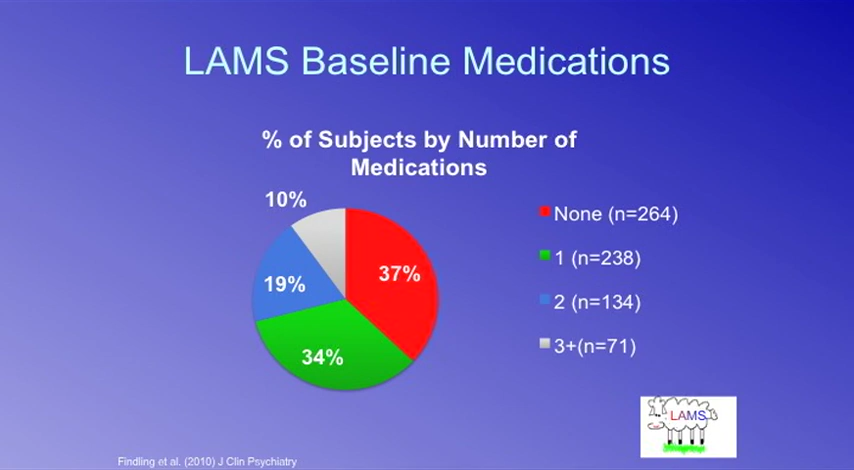 LAMS Baseline Medications
% of Subjects by Number of
Medications
10%
37%
19%
34%
None (n=264)
1 (n=238)
2 (n=134)
3+(n=71)
LAMS
Findling et al. (2010) J Clin Psychiatry